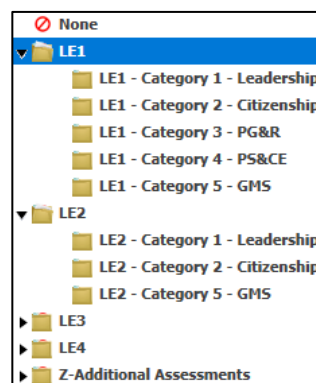 None
LE1
LE1 - Category 1 - Leadership
LE1 - Category 2 - Citizenship
LE1 - Category 3 - PG&R
LE1 - Category 4 - PS&CE
LE1 - Category 5 - GMS
LE2
LE2 - Category 1 - Leadership
LE2 - Category 2 - Citizenship
LE2 - Category 5 - GMS
LE3
LE4
Z-Additional Assessments